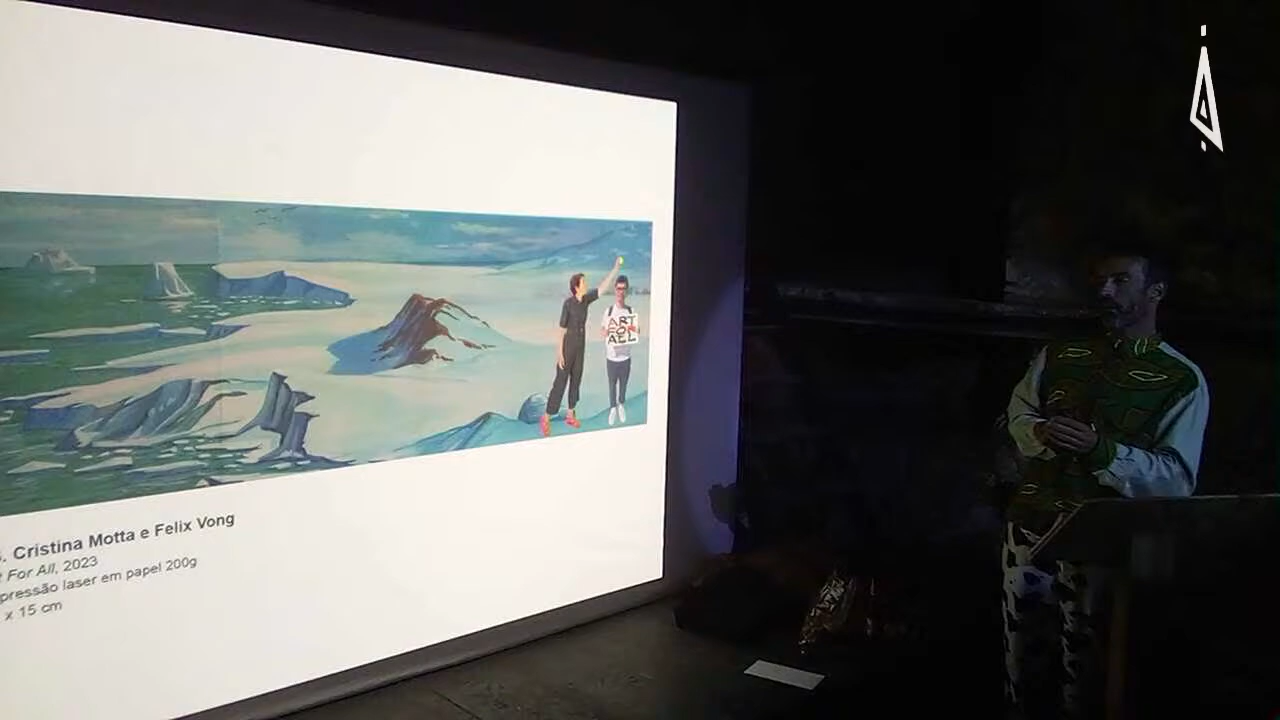 ART
FOR
ALL
. Cristina Motta e Felix Vong
For All, 2023
pressão laser em papel 200g
x 15 cm